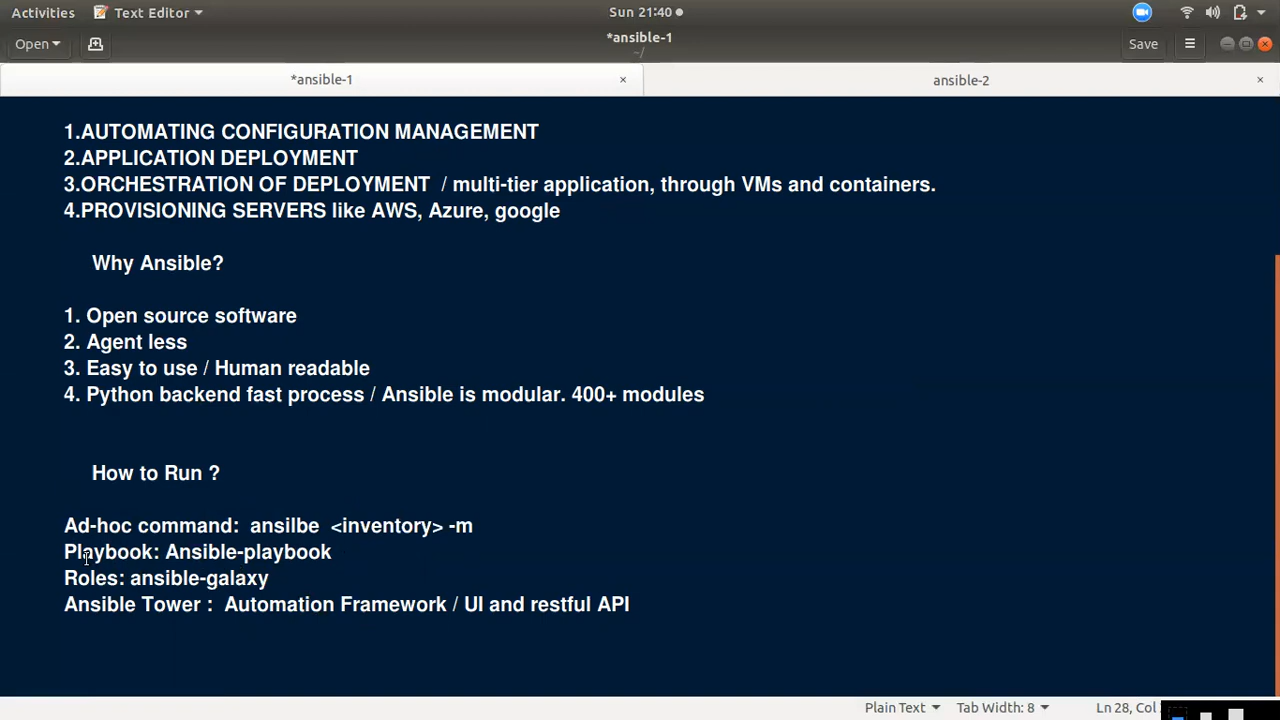 Activities
Text Editor
Sun 21:40
Open
*ansible-1
~/
Save
*ansible-1
ansible-2
1.AUTOMATING CONFIGURATION MANAGEMENT
2.APPLICATION DEPLOYMENT
3.ORCHESTRATION OF DEPLOYMENT / multi-tier application, through VMs and containers.
4.PROVISIONING SERVERS like AWS, Azure, google
Why Ansible?
1. Open source software
2. Agent less
3. Easy to use / Human readable
4. Python backend fast process / Ansible is modular. 400+ modules
How to Run ?
Ad-hoc command: ansilbe <inventory> -m
Playbook: Ansible-playbook
Roles: ansible-galaxy
Ansible Tower : Automation Framework / UI and restful API
Plain Text
Tab Width: 8
Ln 28, Col